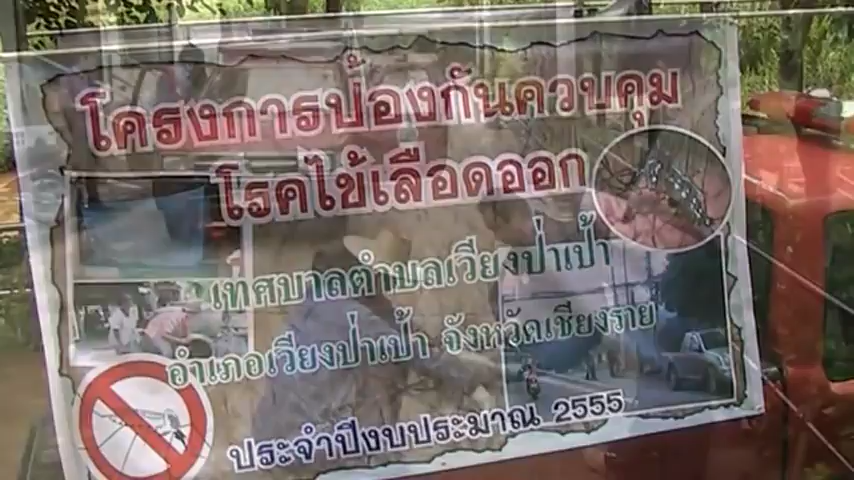 โครงการป้องกันควบคุม
โรคไข้เลือดออก
เทศบาลตำบลเวียงป่าเป้า
อำเภอเวียงป่าเป้า จังหวัดเชียงราย
ประจำปีงบประมาณ 2555